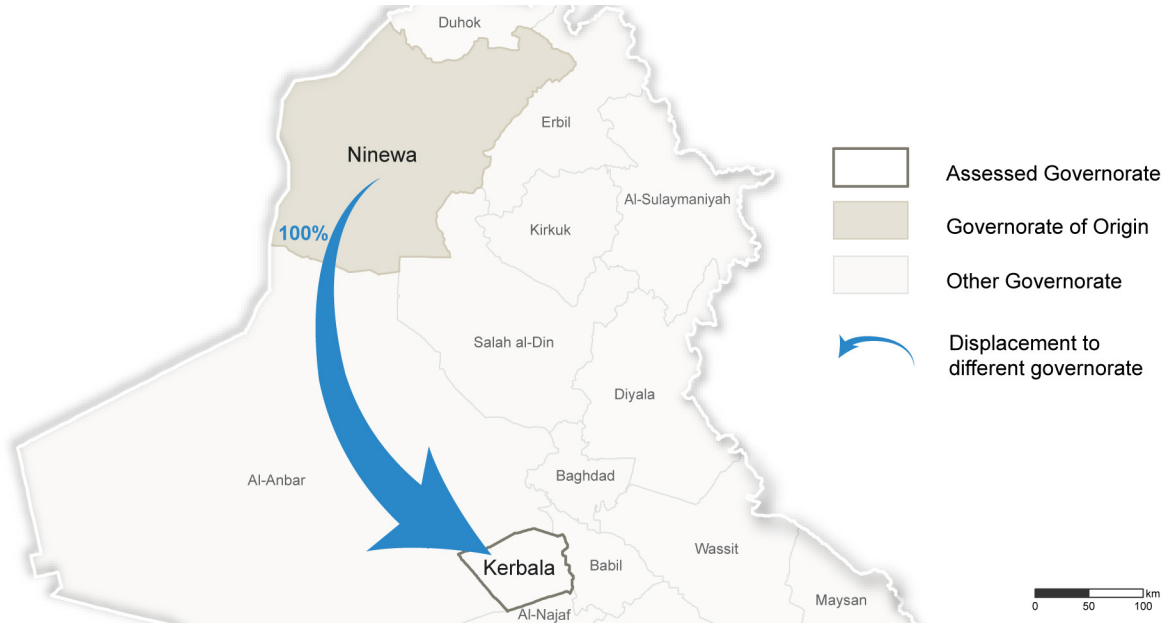 Duhok
Erbil
Ninewa
Assessed Governorate
Al-Sulaymaniyah
Governorate of Origin
Kirkuk
100%
Other Governorate
Salah al-Din
Displacement to
different governorate
Diyala
Al-Anbar
Baghdad
Wassit
Kerbala
Babil
Maysan
Al-Najaf
km
0 50 100